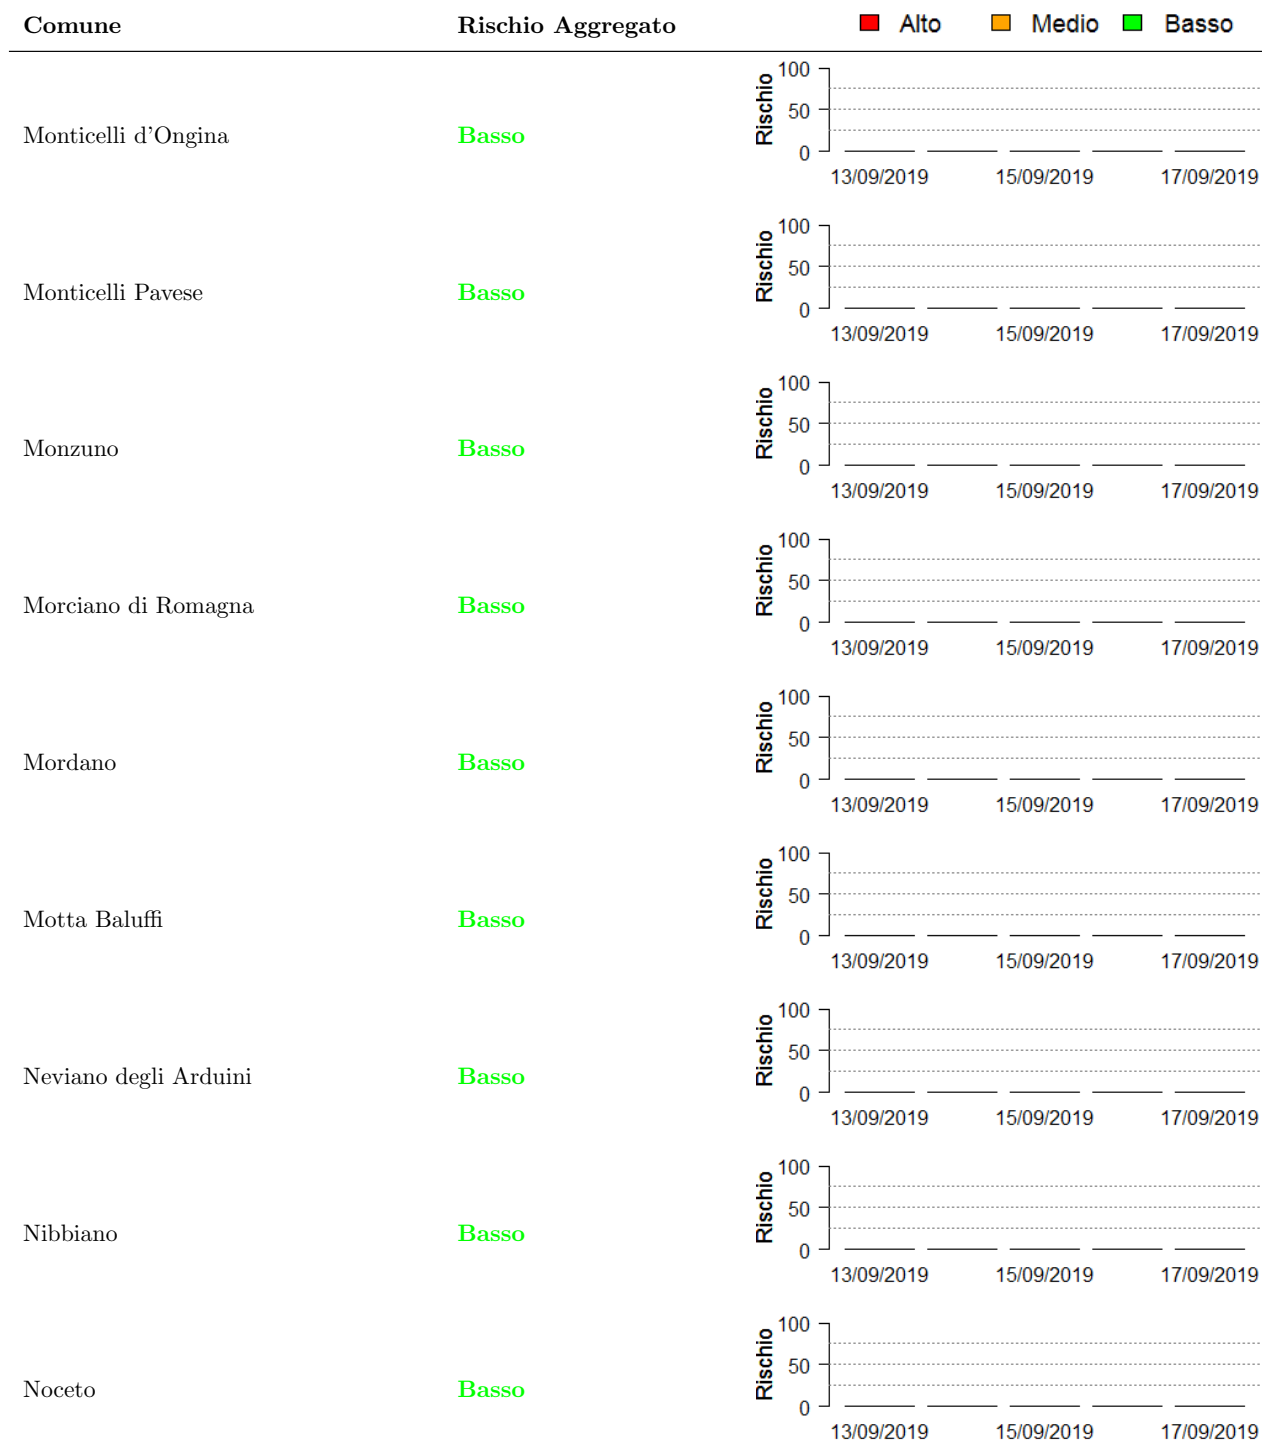 Comune Rischio Aggregato Alto Medio Basso
Monticelli d'Ongina Basso
Rischio
100
50
0
13/09/2019 15/09/2019 17/09/2019
Monticelli Pavese Basso
Rischio
100
50
0
13/09/2019 15/09/2019 17/09/2019
Monzuno Basso
Rischio
100
50
0
13/09/2019 15/09/2019 17/09/2019
Morciano di Romagna Basso
Rischio
100
50
0
13/09/2019 15/09/2019 17/09/2019
Mordano Basso
Rischio
100
50
0
13/09/2019 15/09/2019 17/09/2019
Motta Baluffi Basso
Rischio
100
50
0
13/09/2019 15/09/2019 17/09/2019
Neviano degli Arduini Basso
Rischio
100
50
0
13/09/2019 15/09/2019 17/09/2019
Nibbiano Basso
Rischio
100
50
0
13/09/2019 15/09/2019 17/09/2019
Noceto Basso
Rischio
100
50
0
13/09/2019 15/09/2019 17/09/2019